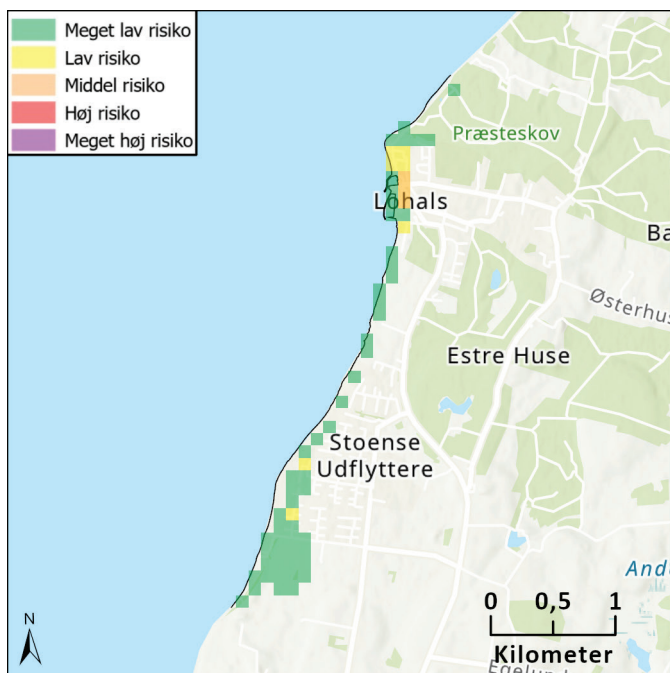 Meget lav risiko
Lav risiko
Middel risiko
Høj risiko
Meget høj risiko
Præsteskov
Lohals
Ba
Østerhus
Estre Huse
Stoense
Udflyttere
And
N
0 0,5 1
Kilometer